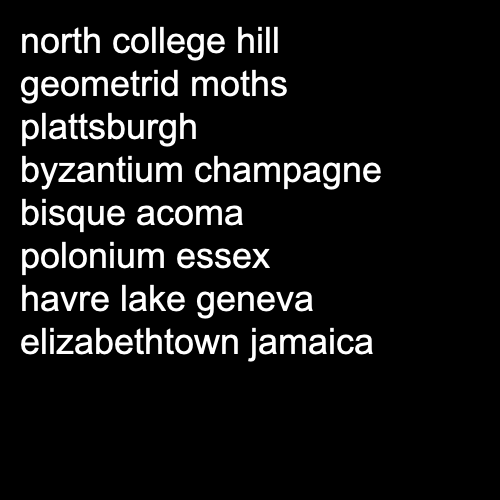 north college hill
geometrid moths
plattsburgh
byzantium champagne
bisque acoma
polonium essex
havre lake geneva
elizabethtown jamaica